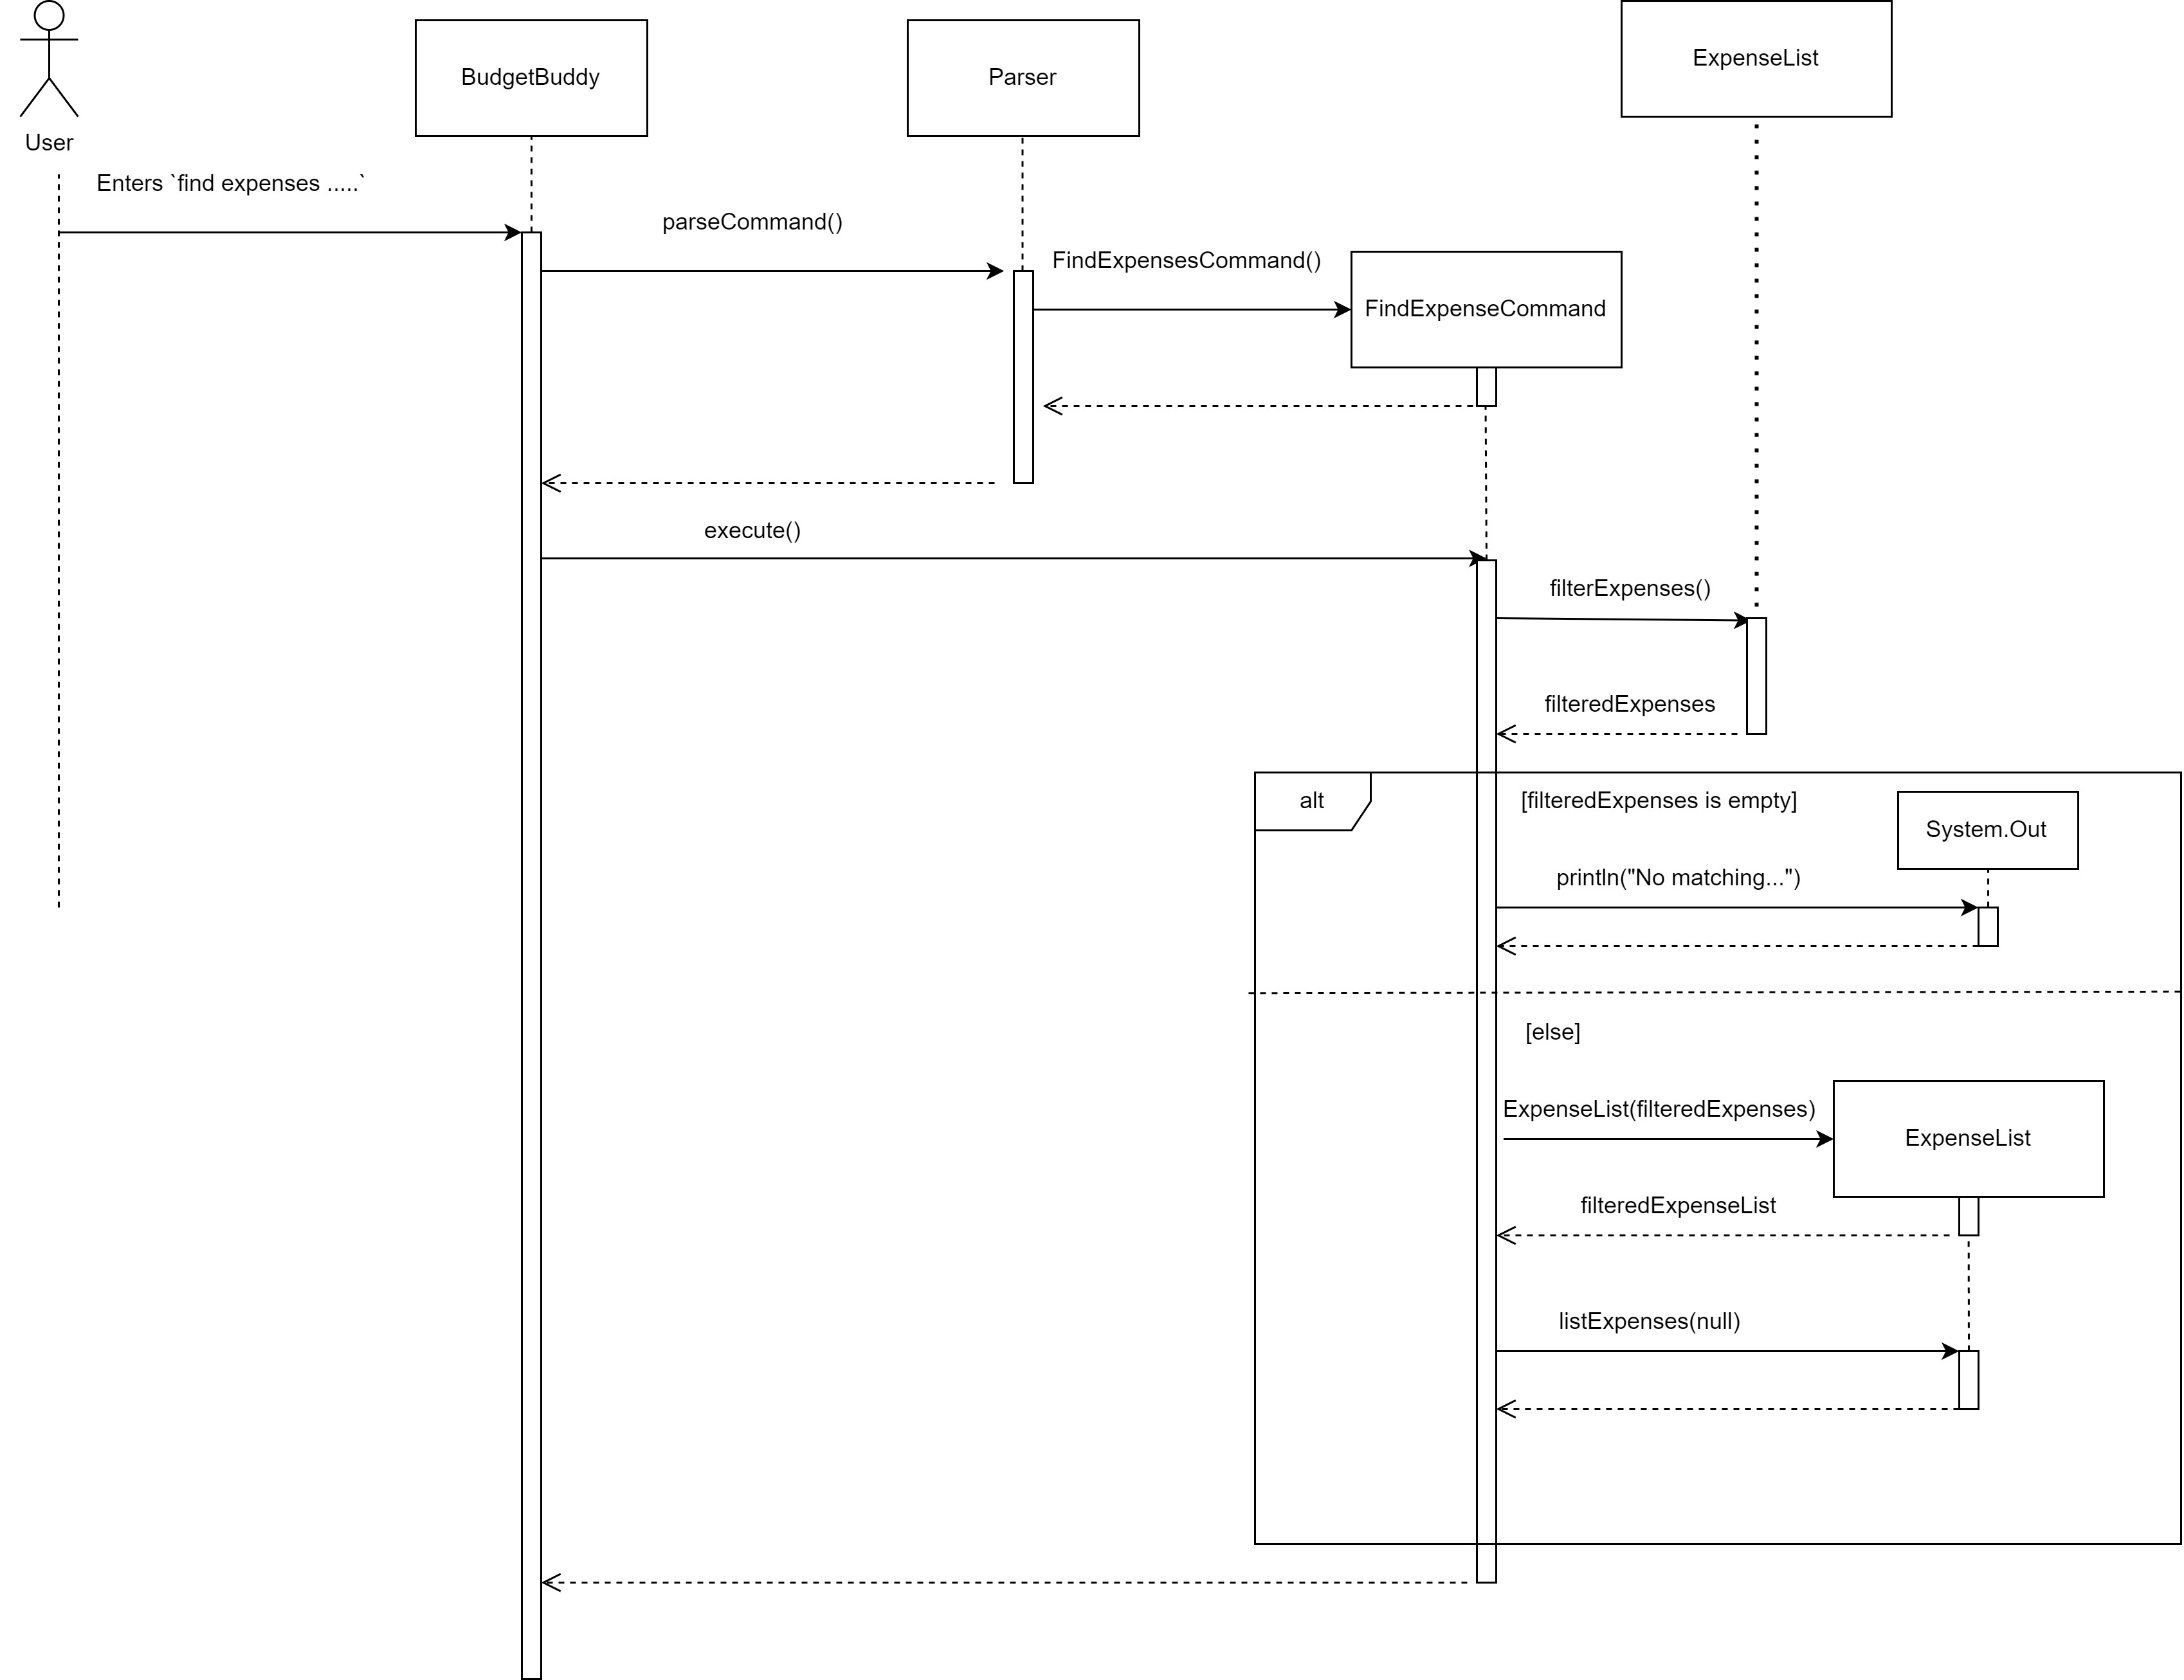 User
BudgetBuddy
Parser
ExpenseList
Enters `find expenses .....`
parseCommand()
FindExpensesCommand()
FindExpenseCommand
execute()
filterExpenses()
filteredExpenses
alt
[filteredExpenses is empty]
System.Out
println("No matching...")
[else]
ExpenseList(filteredExpenses)
ExpenseList
filteredExpenseList
listExpenses(null)